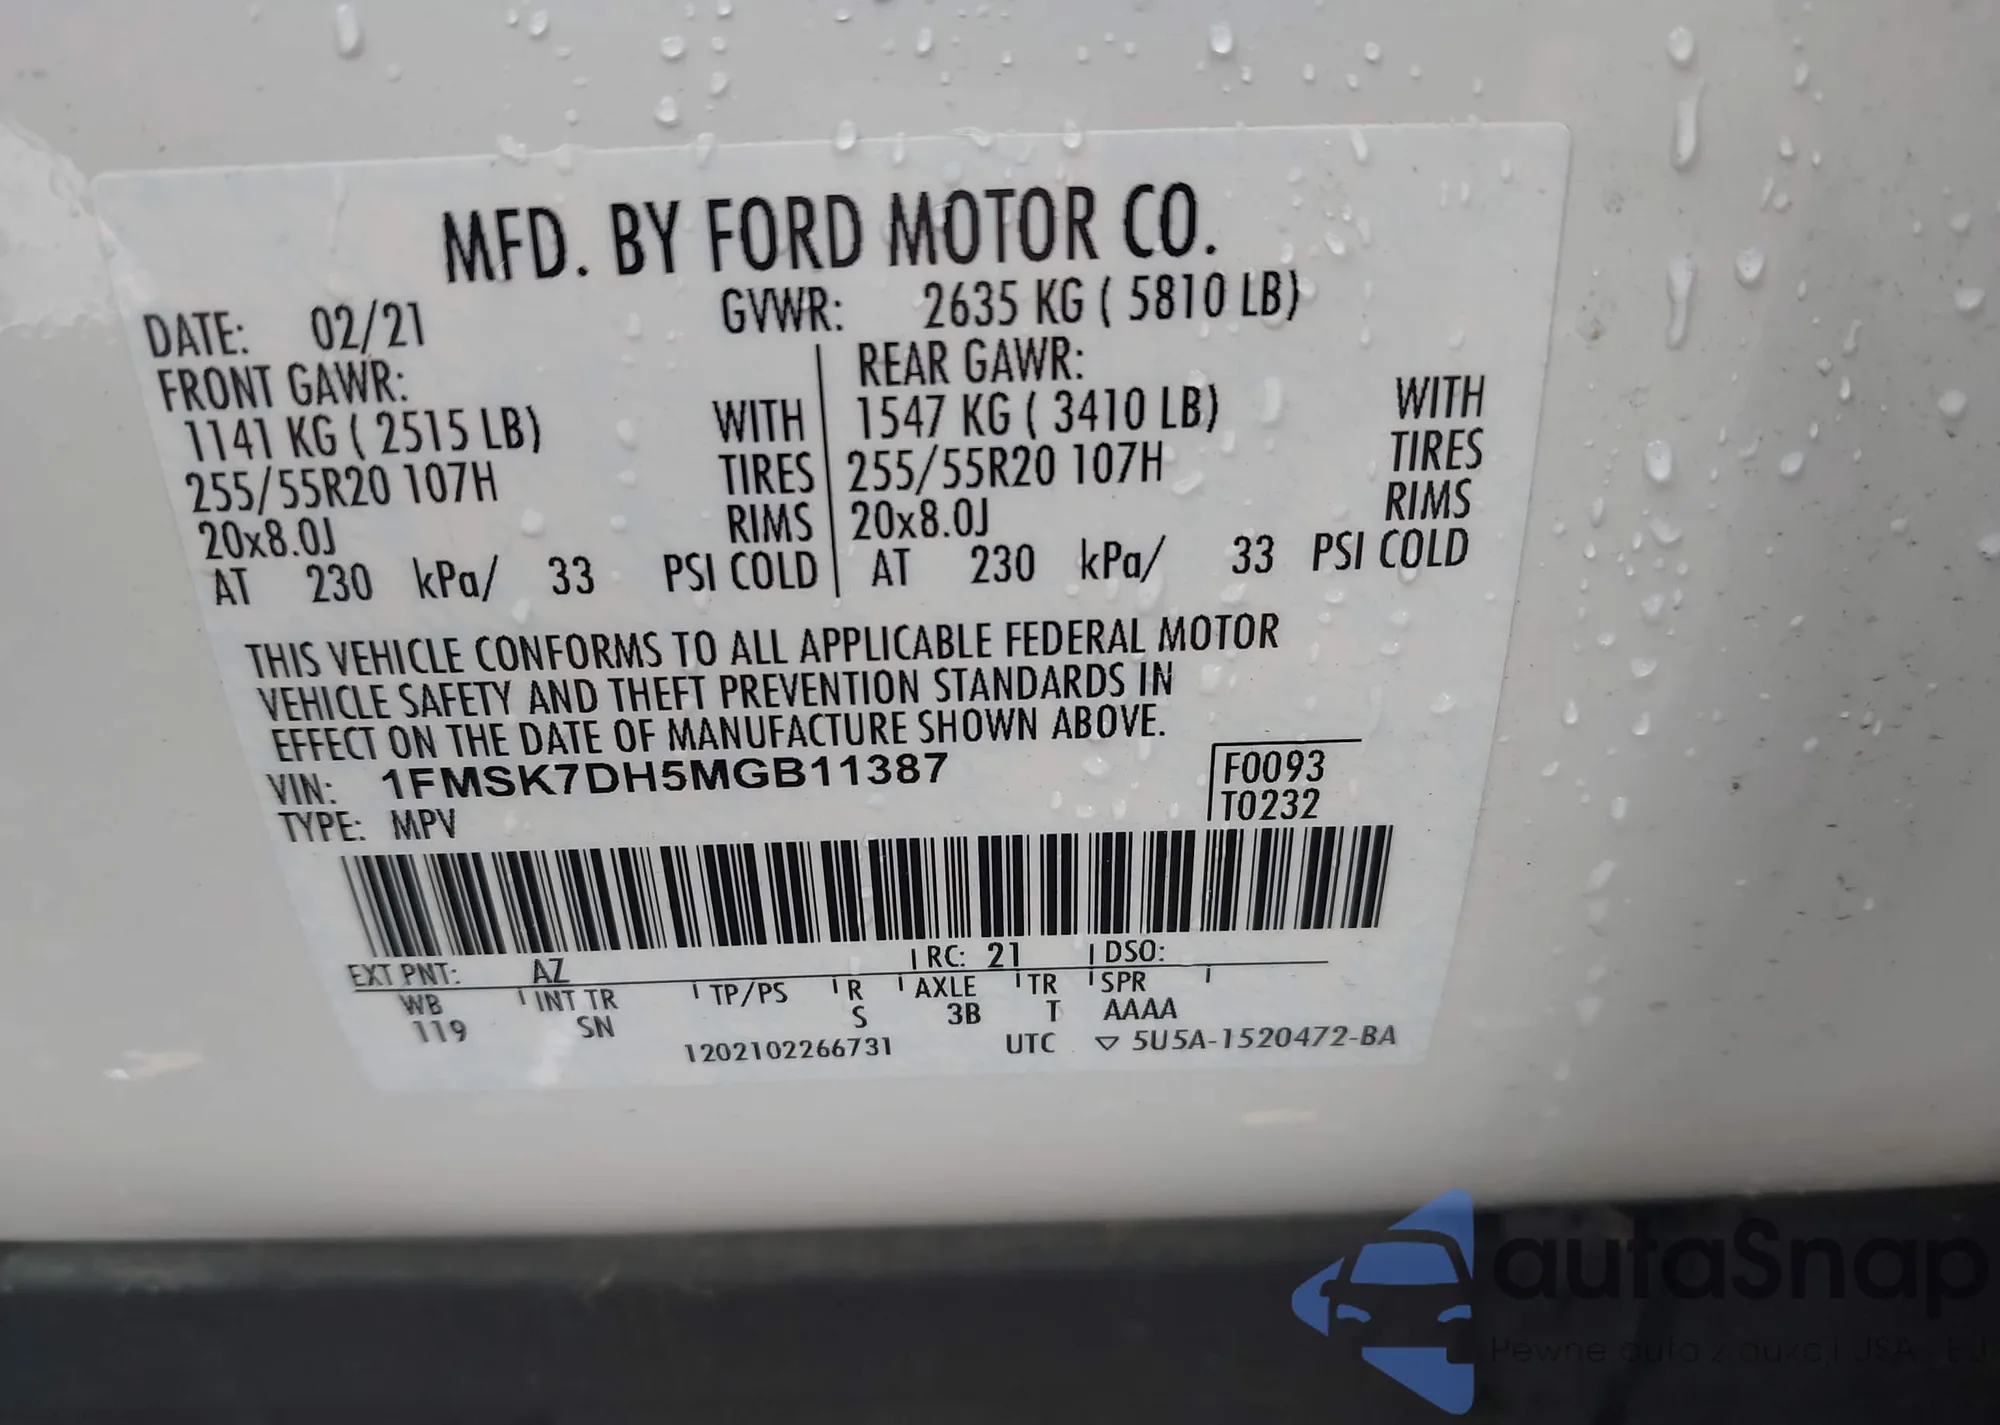 MFD. BY FORD MOTOR CO.
DATE: 02/21 GVWR: 2635 KG ( 5810 LB)
FRONT GAWR: REAR GAWR:
1141 KG ( 2515 LB) WITH 1547 KG ( 3410 LB) WITH
255/55R20 107H TIRES 255/55R20 107H TIRES
20x8.0J RIMS 20x8.0J RIMS
AT 230 kPa/ 33 PSI COLD AT 230 kPa/ 33 PSI COLD
THIS VEHICLE CONFORMS TO ALL APPLICABLE FEDERAL MOTOR
VEHICLE SAFETY AND THEFT PREVENTION STANDARDS IN
EFFECT ON THE DATE OF MANUFACTURE SHOWN ABOVE.
VIN: 1FMSK7DH5MGB11387 F0093
TYPE: MPV T0232
EXT PNT: AZ RC: 21 DSO:
WB INT TR TP/PS R AXLE TR SPR
119 SN S 3B T AAAA
1202102266731 UTC ▽ 5U5A-1520472-BA
autaSnap
Pewne auto z aukcji USA